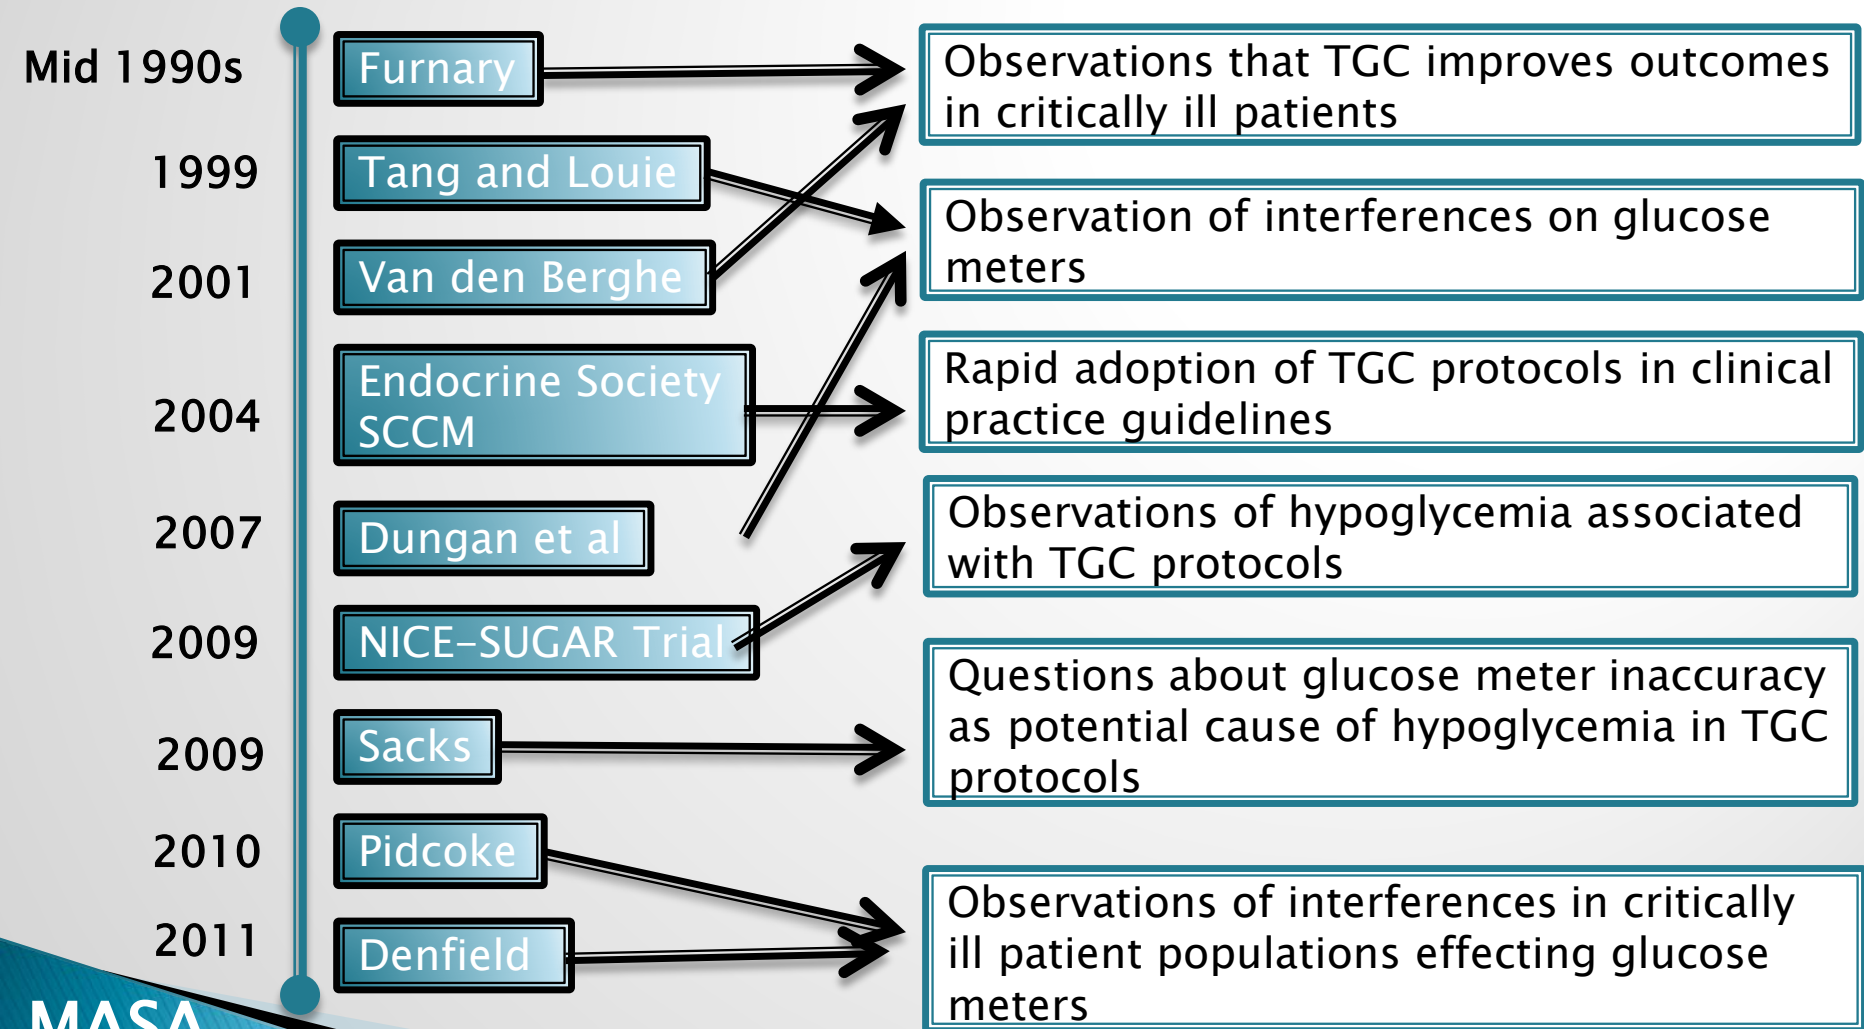 Mid 1990s
Furnary
Observations that TGC improves outcomes
in critically ill patients
1999
Tang and Louie
Observation of interferences on glucose
meters
2001
Van den Berghe
2004
Endocrine Society
SCCM
Rapid adoption of TGC protocols in clinical
practice guidelines
2007
Dungan et al
Observations of hypoglycemia associated
with TGC protocols
2009
NICE-SUGAR Trial
2009
Sacks
Questions about glucose meter inaccuracy
as potential cause of hypoglycemia in TGC
protocols
2010
Pidcoke
2011
Denfield
Observations of interferences in critically
ill patient populations effecting glucose
meters
MASA